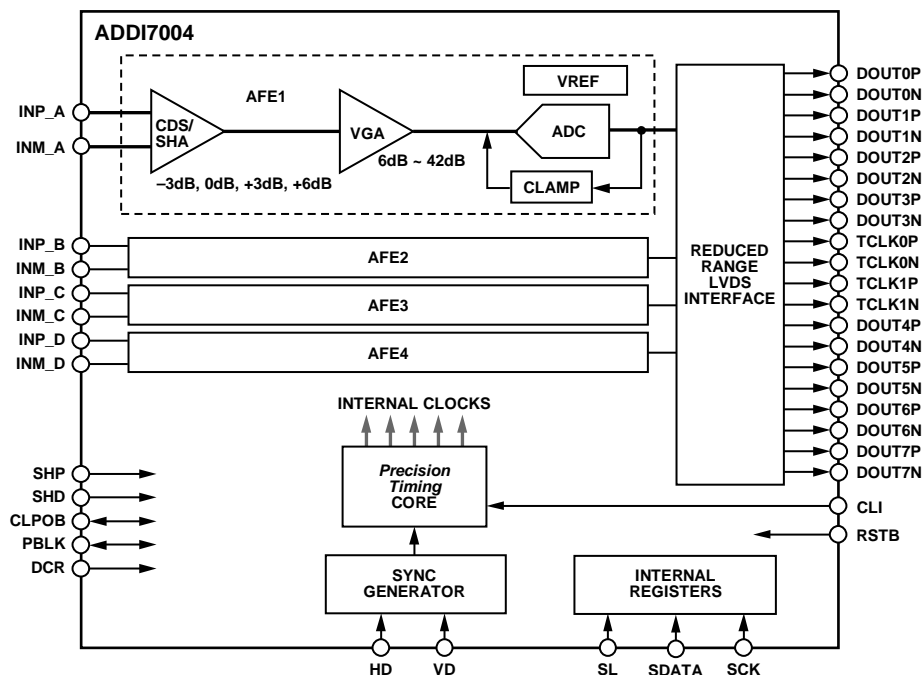 ADDI7004
AFE1
VREF
INP_A
INM_A
CDS/
SHA
VGA
ADC
–3dB, 0dB, +3dB, +6dB
6dB ~ 42dB
CLAMP
INP_B
INM_B
AFE2
INP_C
INM_C
AFE3
INP_D
INM_D
AFE4
REDUCED
RANGE
LVDS
INTERFACE
DOUT0P
DOUT0N
DOUT1P
DOUT1N
DOUT2P
DOUT2N
DOUT3P
DOUT3N
TCLK0P
TCLK0N
TCLK1P
TCLK1N
DOUT4P
DOUT4N
DOUT5P
DOUT5N
DOUT6P
DOUT6N
DOUT7P
DOUT7N
INTERNAL CLOCKS
Precision
Timing
CORE
SHP
SHD
CLPOB
PBLK
DCR
CLI
RSTB
SYNC
GENERATOR
INTERNAL
REGISTERS
HD
VD
SL
SDATA
SCK